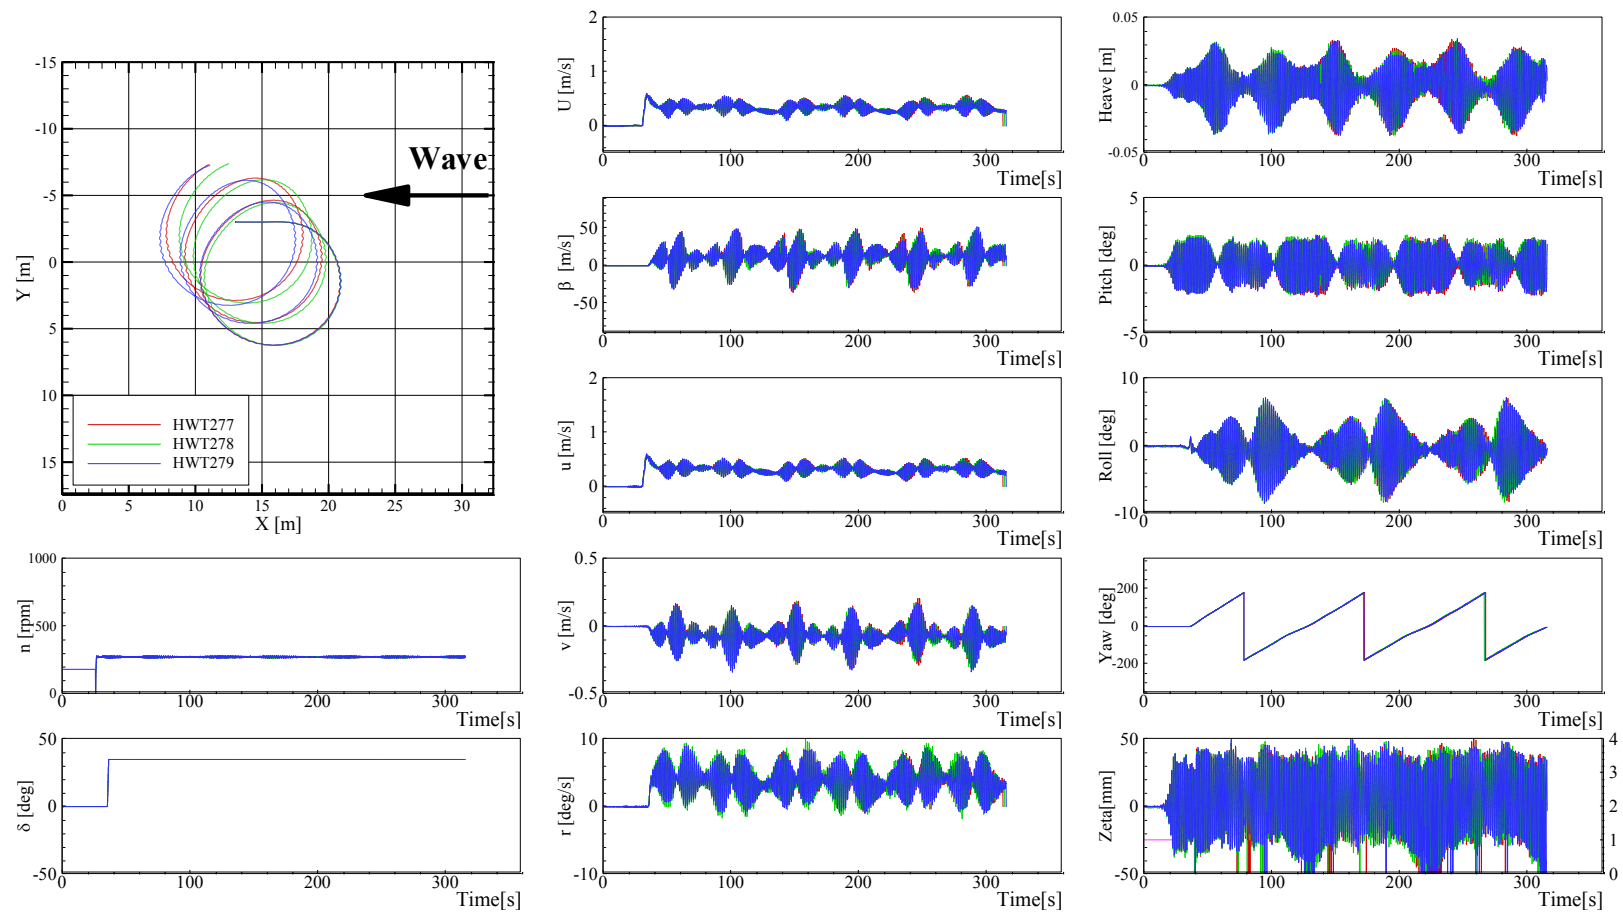 -15
-10
-5
0
5
10
15
Y [m]
Wave
HWT277
HWT278
HWT279
0 5 10 15 20 25 30
X [m]
1000
500
0
n [rpm]
0 100 200 300
Time[s]
50
0
-50
δ [deg]
0 100 200 300
Time[s]
2
1
0
U [m/s]
0 100 200 300
Time[s]
50
0
-50
β [m/s]
0 100 200 300
Time[s]
2
1
0
u [m/s]
0 100 200 300
Time[s]
0.5
0
-0.5
v [m/s]
0 100 200 300
Time[s]
10
0
-10
r [deg/s]
0 100 200 300
Time[s]
0.05
0
-0.05
Heave [m]
0 100 200 300
Time[s]
5
0
-5
Pitch [deg]
0 100 200 300
Time[s]
10
0
-10
Roll [deg]
0 100 200 300
Time[s]
200
0
-200
Yaw [deg]
0 100 200 300
Time[s]
50
0
-50
Zeta[mm]
4
3
2
1
0
0 100 200 300
Time[s]